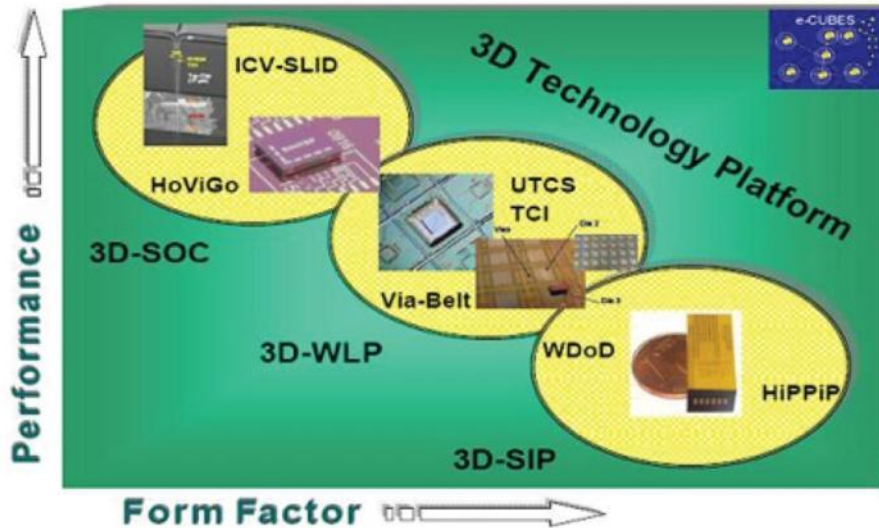 e-CUBES
ICV-SLID
3D Technology Platform
HoViGo
UTCS
TCI
3D-SOC
Via-Belt
3D-WLP
WDoD
HiPPiP
3D-SIP
Performance
Form Factor